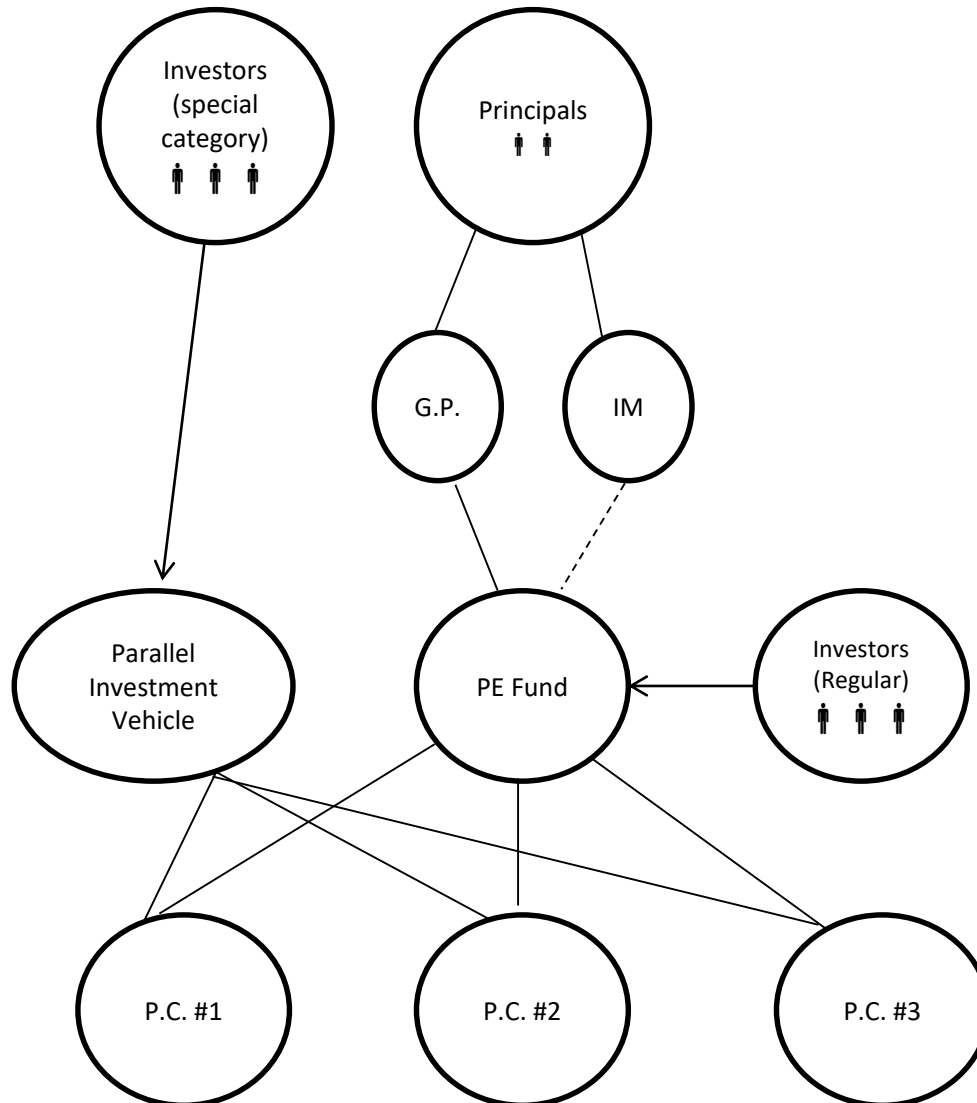 Investors
(special
category)
Principals
G.P.
IM
Parallel
Investment
Vehicle
PE Fund
Investors
(Regular)
P.C. #1
P.C. #2
P.C. #3